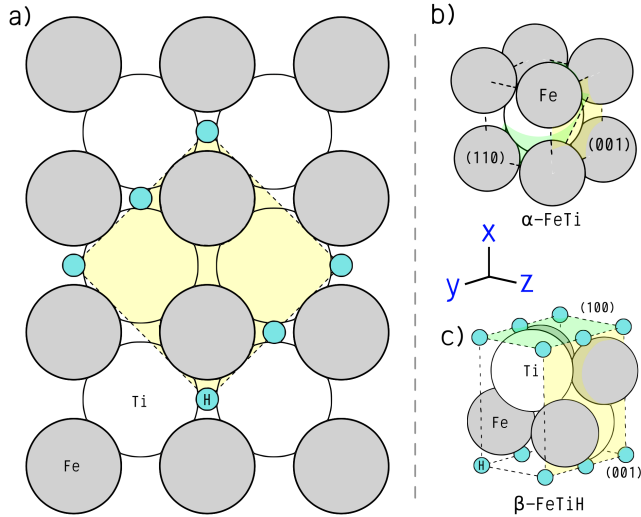 a)
H
Ti
Fe
b)
Fe
(110)
(001)
α-FeTi
x
y
z
c)
(100)
Ti
Fe
H
(001)
β-FeTiH